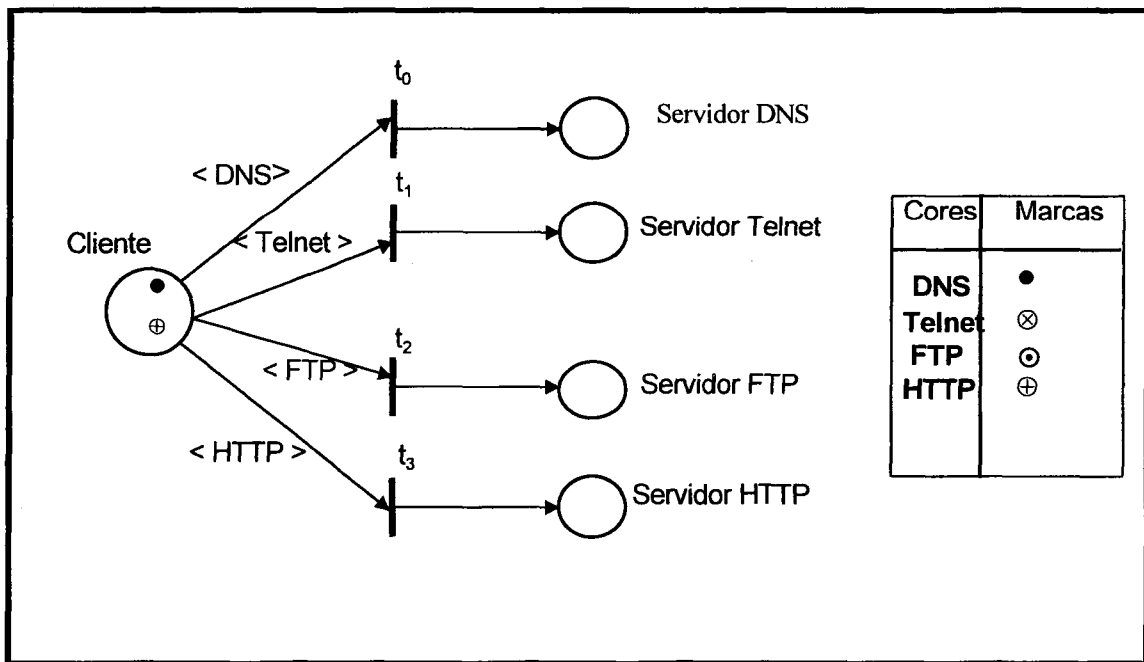 t0
Servidor DNS
< DNS>
t1
Cliente
< Telnet >
Servidor Telnet
t2
< FTP >
Servidor FTP
< HTTP >
t3
Servidor HTTP
Cores Marcas
DNS ●
Telnet ⊗
FTP ⊙
HTTP ⊕